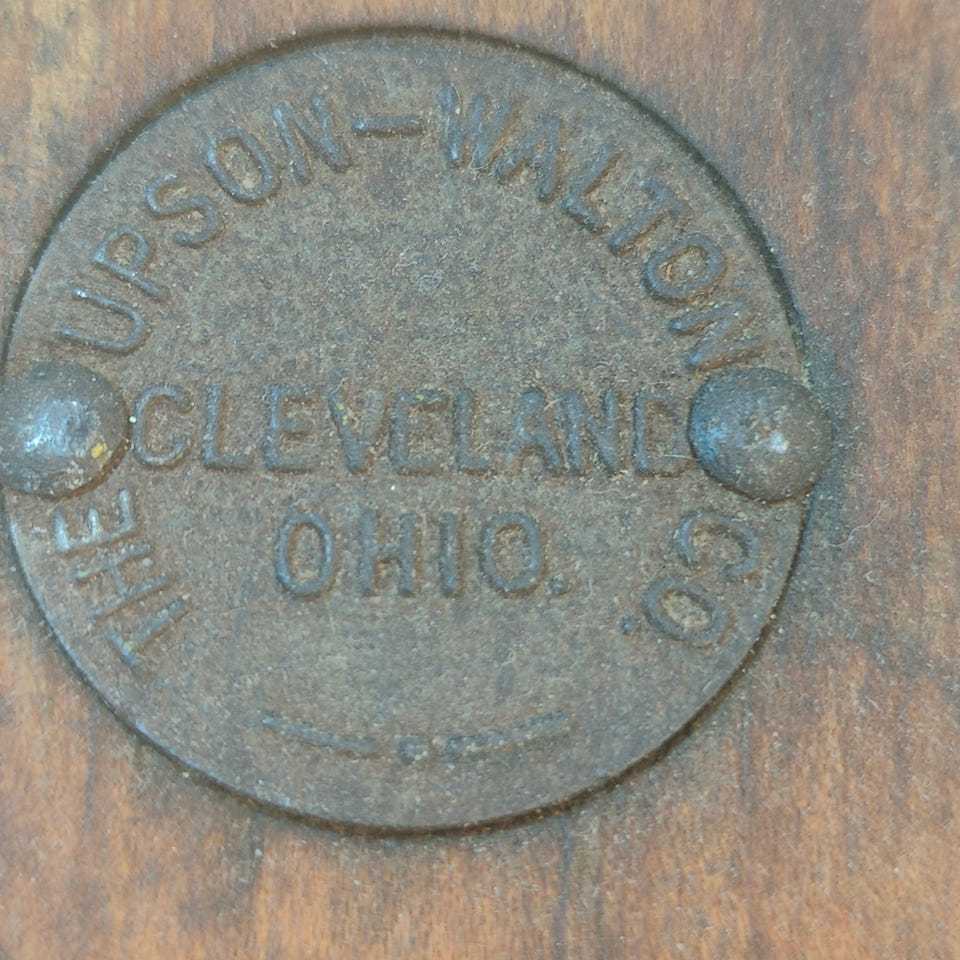 THE UPSON–WALTON CO.
CLEVELAND
OHIO.